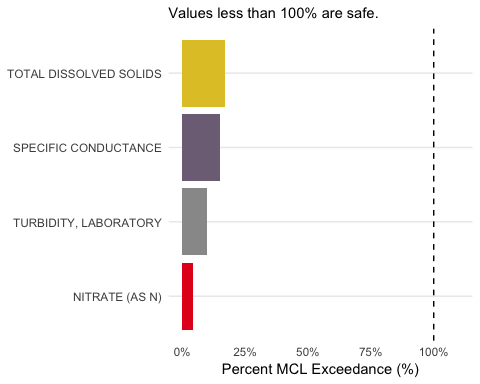 Values less than 100% are safe.
TOTAL DISSOLVED SOLIDS
SPECIFIC CONDUCTANCE
TURBIDITY, LABORATORY
NITRATE (AS N)
0% 25% 50% 75% 100%
Percent MCL Exceedance (%)